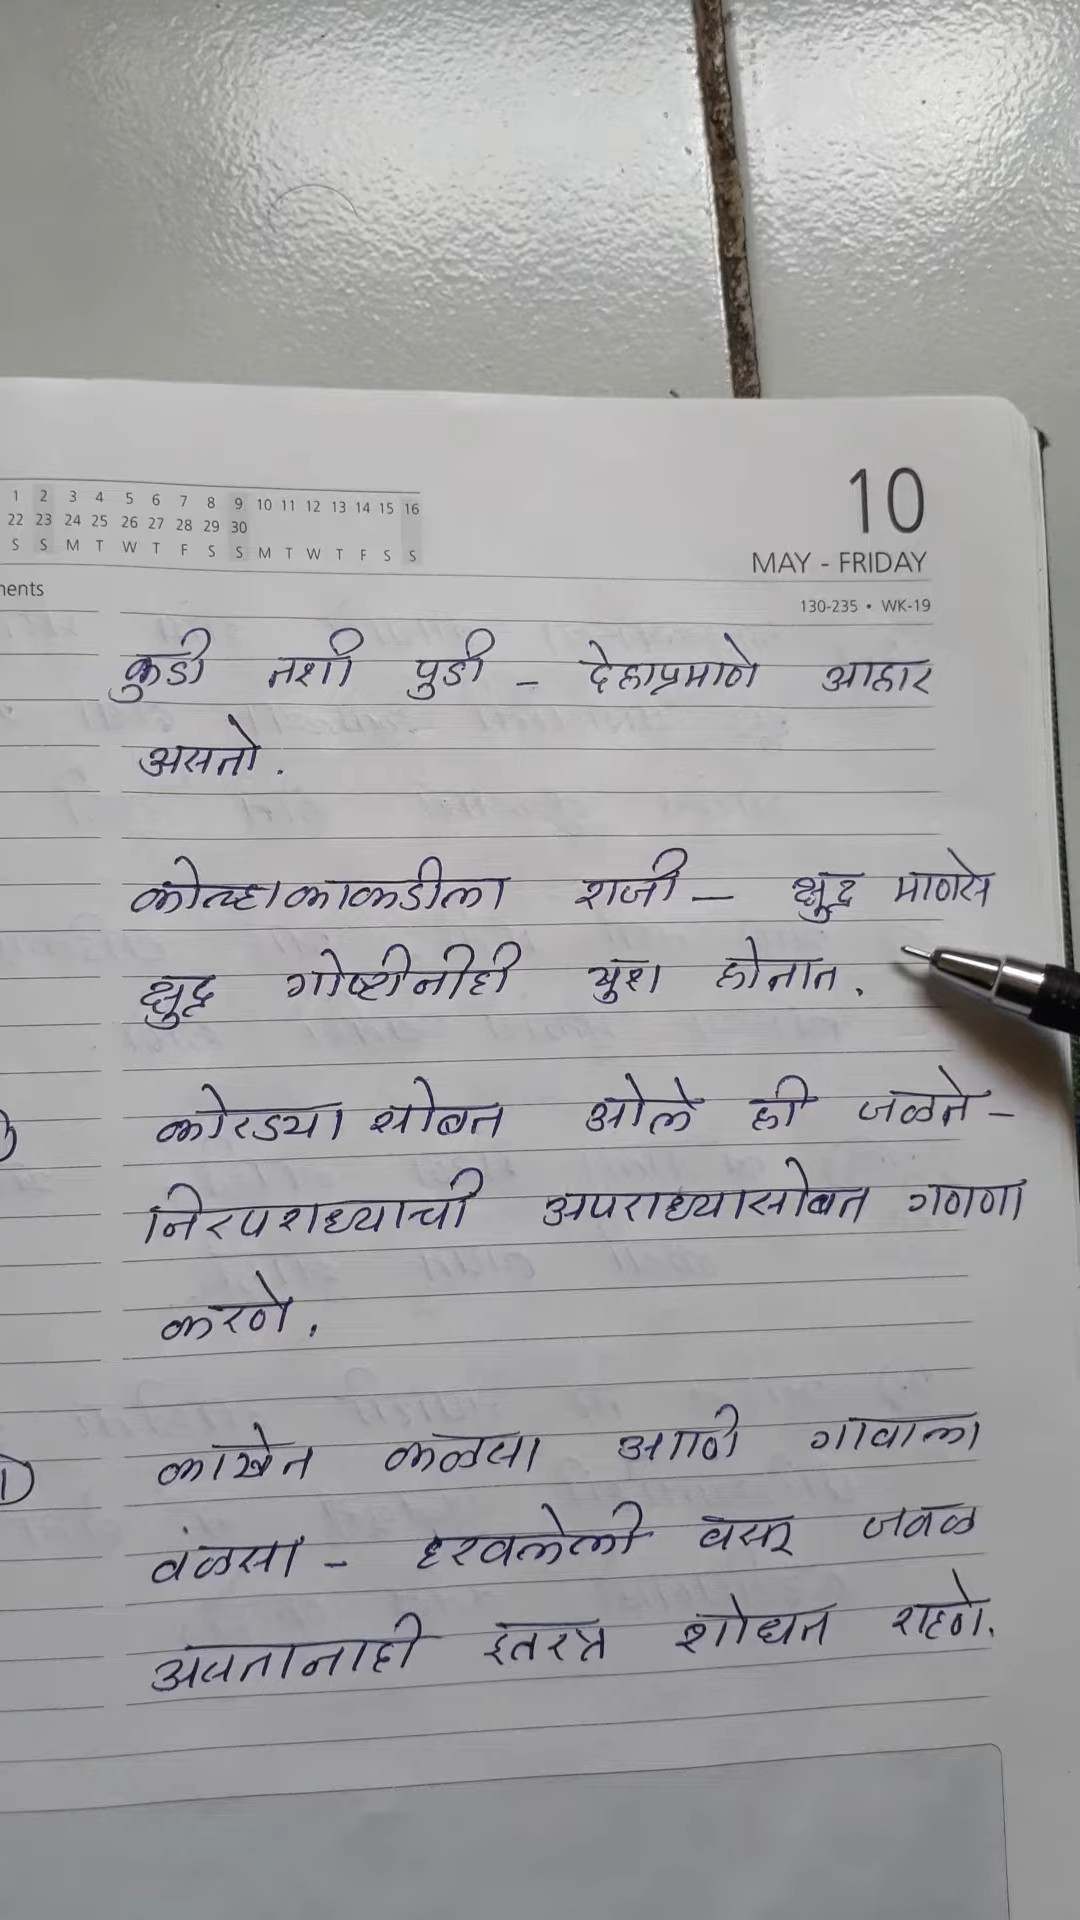 1 2 3 4 5 6 7 8 9 10 11 12 13 14 15 16
22 23 24 25 26 27 28 29 30
S S M T W T F S S M T W T F S S
10
MAY - FRIDAY
130-235 • WK-19
ments
कुडी तशी पुडी - देहाप्रमाणे आहार
असतो.
कोल्हा काकडीला राजी - क्षुद्र माणसे
क्षुद्र गोष्टींनीही खुश होतात.
कोरड्या सोबत ओले ही जळते -
निरपराध्याची अपराध्यासोबत गणणा
करणे.
काखेत कळसा आणि गावाला
वळसा - हरवलेली वस्तू जवळ
असतानाही इतरत्र शोधत राहणे.